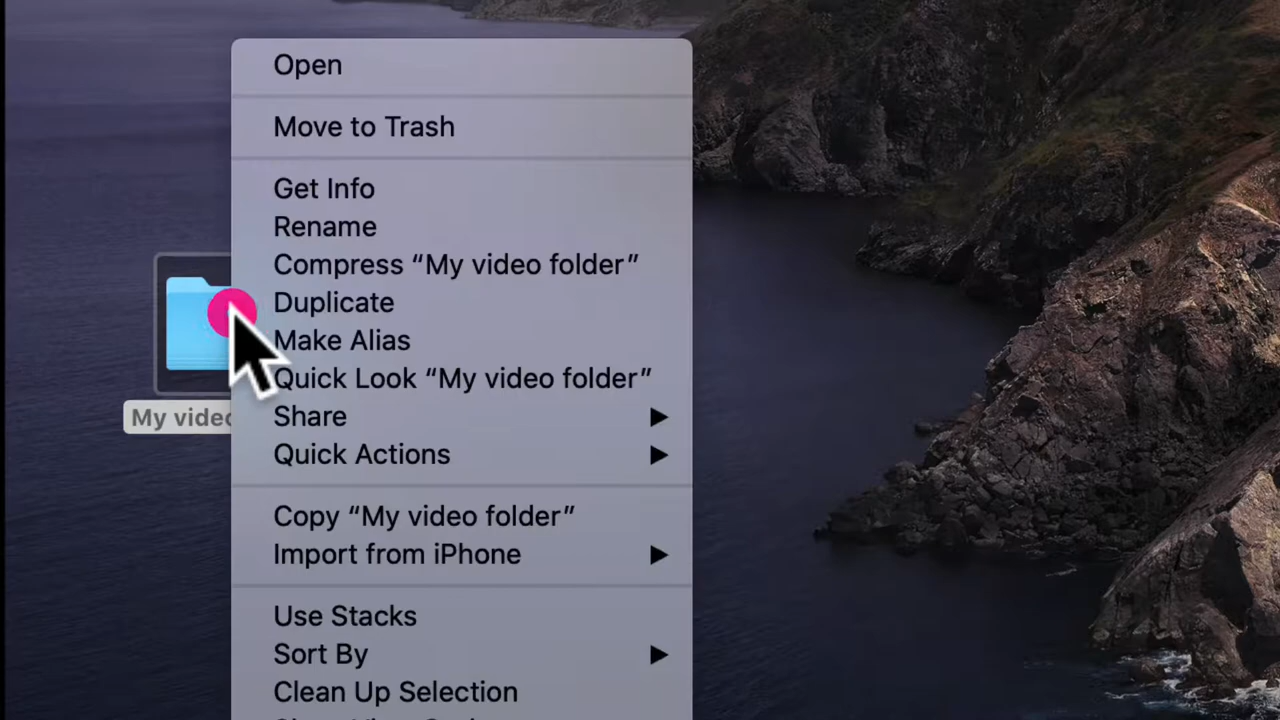 Open
Move to Trash
Get Info
Rename
Compress “My video folder”
Duplicate
Make Alias
Quick Look “My video folder”
Share
My video
Quick Actions
Copy “My video folder”
Import from iPhone
Use Stacks
Sort By
Clean Up Selection